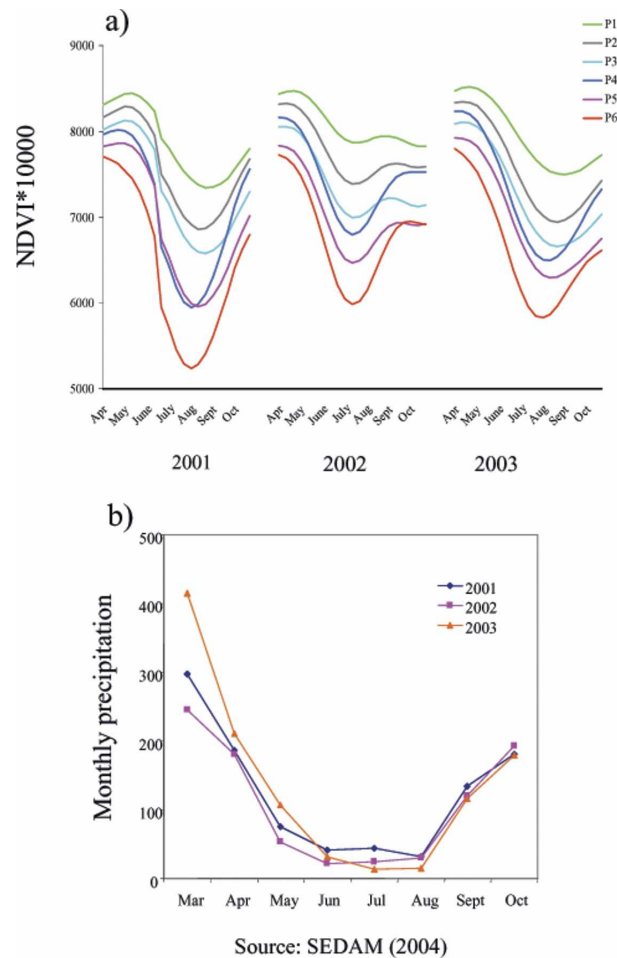 a)
P1
P2
P3
P4
P5
P6
9000
8000
7000
6000
5000
NDVI*10000
Apr May June July Aug Sept Oct
Apr May June July Aug Sept Oct
Apr May June July Aug Sept Oct
2001 2002 2003
b)
500
400
300
200
100
0
Monthly precipitation
2001
2002
2003
Mar Apr May Jun Jul Aug Sept Oct
Source: SEDAM (2004)